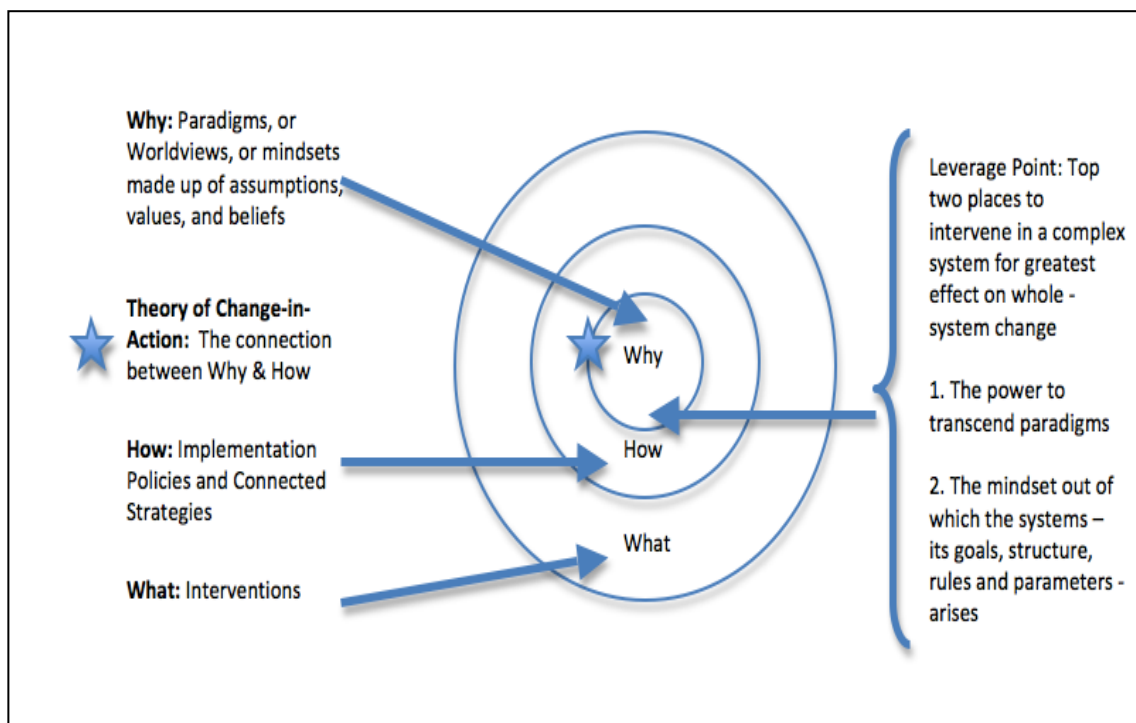 Why: Paradigms, or
Worldviews, or mindsets
made up of assumptions,
values, and beliefs
Theory of Change-in-
Action: The connection
between Why & How
How: Implementation
Policies and Connected
Strategies
What: Interventions
Why
How
What
Leverage Point: Top
two places to
intervene in a complex
system for greatest
effect on whole -
system change
1. The power to
transcend paradigms
2. The mindset out of
which the systems –
its goals, structure,
rules and parameters -
arises